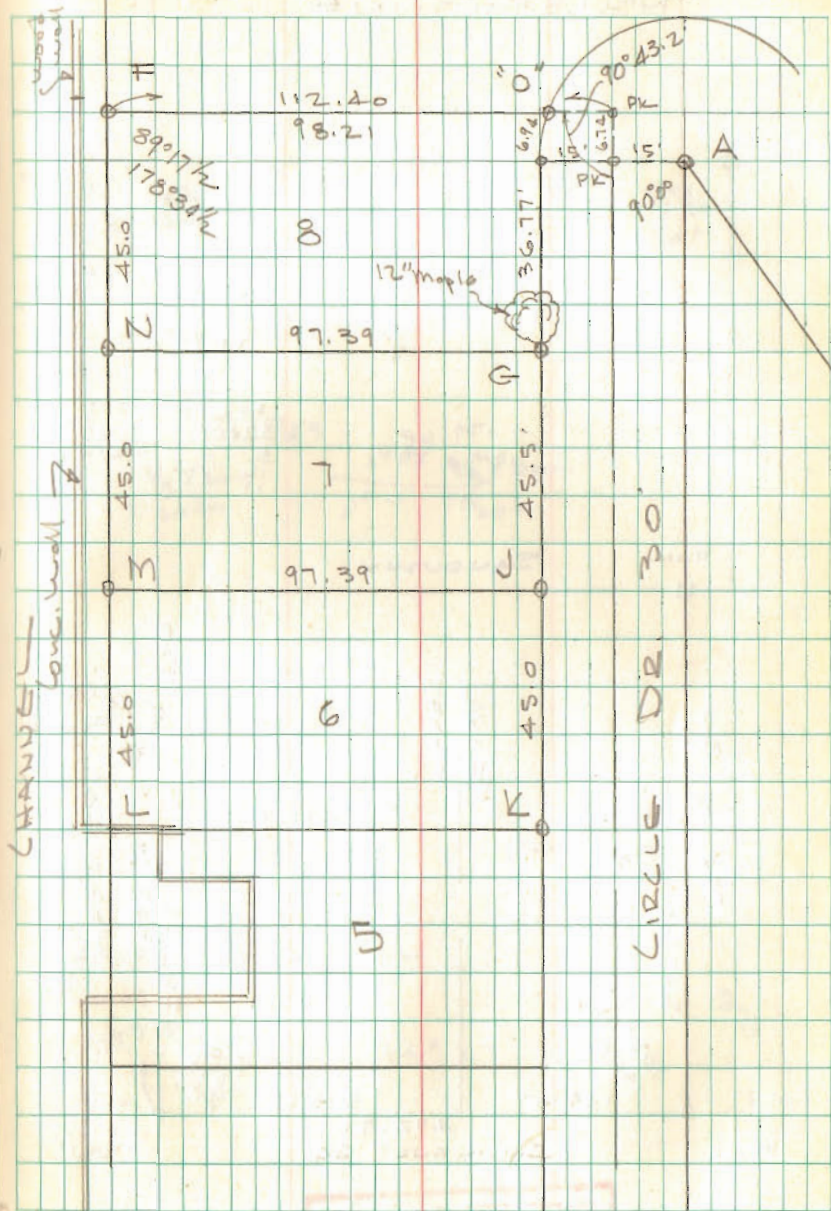 wood wall
H
112.40
98.21
"O"
90°43.2'
PK
6.94
15'
6.74
15'
A
PK
90°00
89°17½
178°34½
45.0
8
36.77'
12" Maple
N
97.39
G
45.0
7
45.5'
Conc. Wall
M
97.39
J
45.0
6
45.0
CHANNEL
L
K
5
CIRCLE DR. 30'